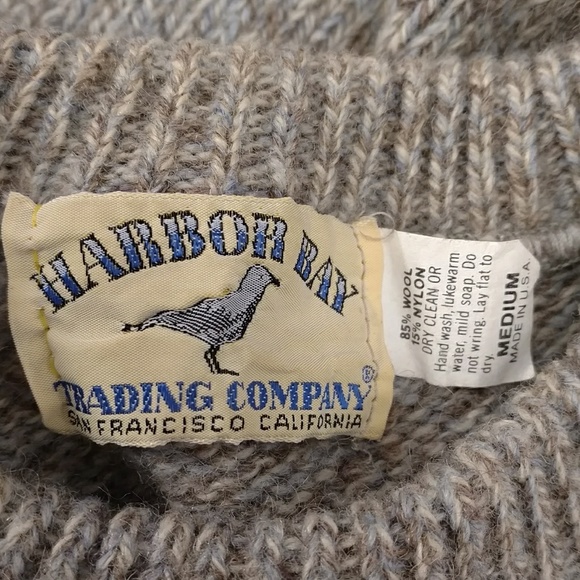 HARBOR BAY
TRADING COMPANY®
SAN FRANCISCO CALIFORNIA
85% WOOL
15% NYLON
DRY CLEAN OR
Hand wash, lukewarm
water, mild soap. Do
not wring. Lay flat to
dry.
MEDIUM
MADE IN U.S.A.